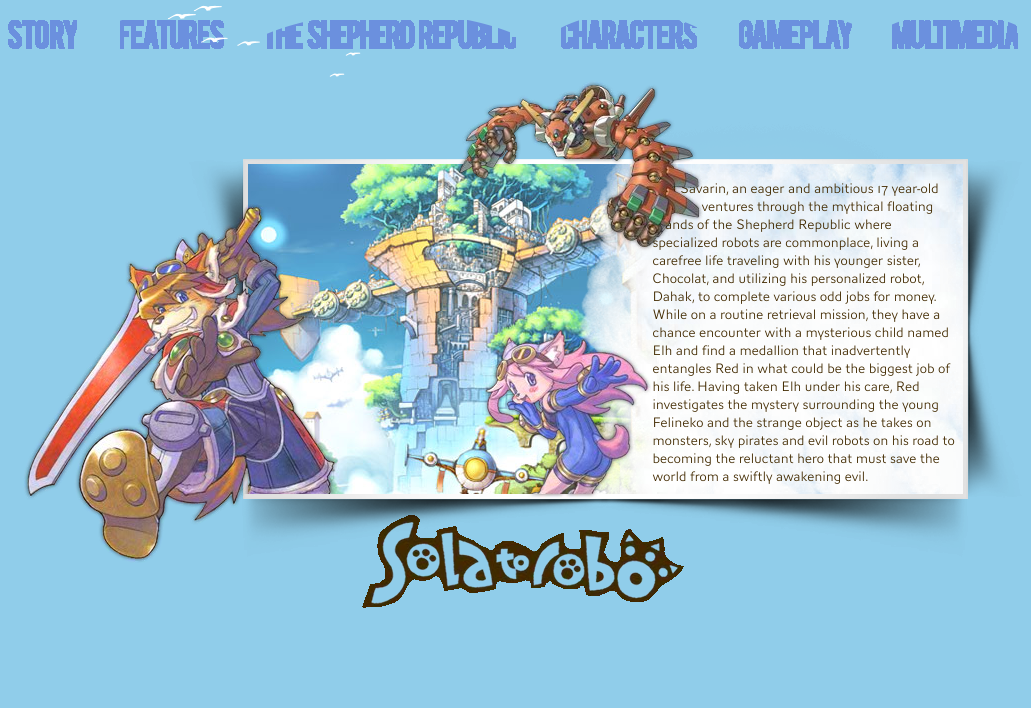 STORY FEATURES THE SHEPHERD REPUBLIC CHARACTERS GAMEPLAY MULTIMEDIA
Savarin, an eager and ambitious 17 year-old
ventures through the mythical floating
ands of the Shepherd Republic where
specialized robots are commonplace, living a
carefree life traveling with his younger sister,
Chocolat, and utilizing his personalized robot,
Dahak, to complete various odd jobs for money.
While on a routine retrieval mission, they have a
chance encounter with a mysterious child named
Elh and find a medallion that inadvertently
entangles Red in what could be the biggest job of
his life. Having taken Elh under his care, Red
investigates the mystery surrounding the young
Felineko and the strange object as he takes on
monsters, sky pirates and evil robots on his road to
becoming the reluctant hero that must save the
world from a swiftly awakening evil.
Solatorobo